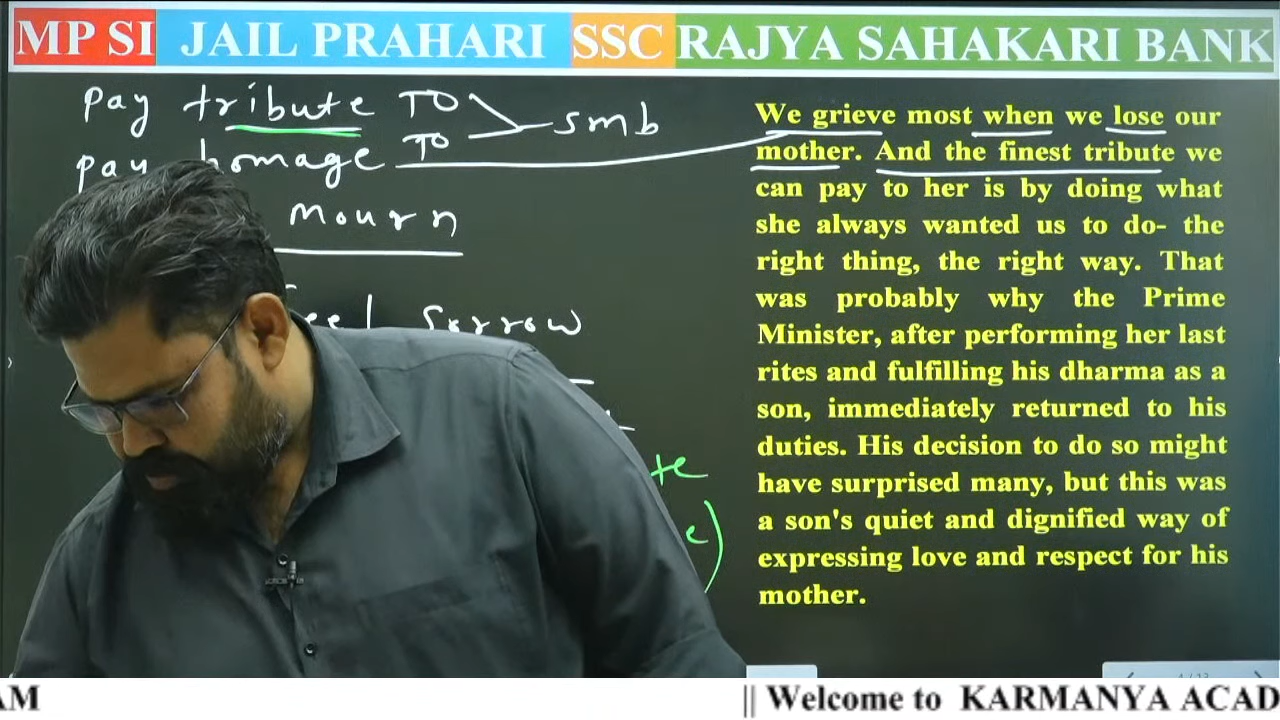 MP SI JAIL PRAHARI SSC RAJYA SAHAKARI BANK
Pay tribute TO
pay homage TO
smb
mourn
Feel sorrow
te
e)
We grieve most when we lose our
mother. And the finest tribute we
can pay to her is by doing what
she always wanted us to do- the
right thing, the right way. That
was probably why the Prime
Minister, after performing her last
rites and fulfilling his dharma as a
son, immediately returned to his
duties. His decision to do so might
have surprised many, but this was
a son's quiet and dignified way of
expressing love and respect for his
mother.
AM
|| Welcome to KARMANYA ACAD